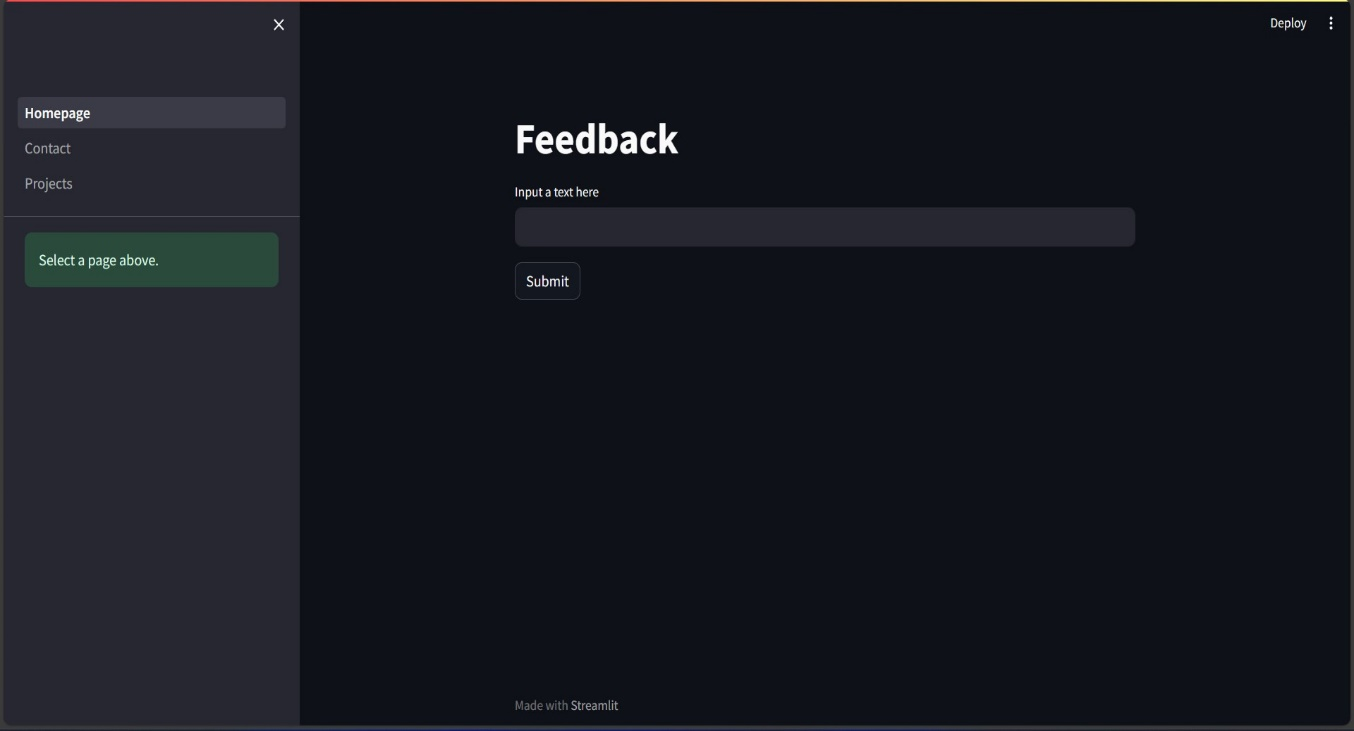 Deploy
Homepage
Contact
Projects
Select a page above.
Feedback
Input a text here
Submit
Made with Streamlit